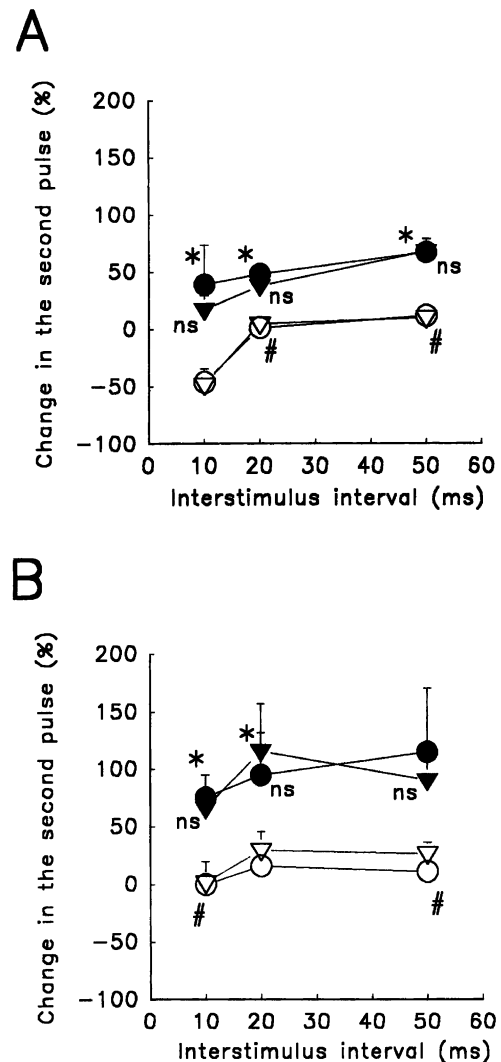 A
Change in the second pulse (%)
200
150
100
50
0
−50
−100
* * *
ns ns ns
# #
0 10 20 30 40 50 60
Interstimulus interval (ms)
B
Change in the second pulse (%)
200
150
100
50
0
−50
−100
* *
ns ns ns
# #
0 10 20 30 40 50 60
Interstimulus interval (ms)